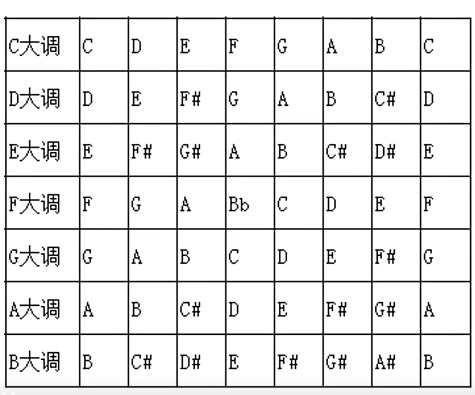 C大调 C D E F G A B C
D大调 D E F# G A B C# D
E大调 E F# G# A B C# D# E
F大调 F G A Bb C D E F
G大调 G A B C D E F# G
A大调 A B C# D E F# G# A
B大调 B C# D# E F# G# A# B